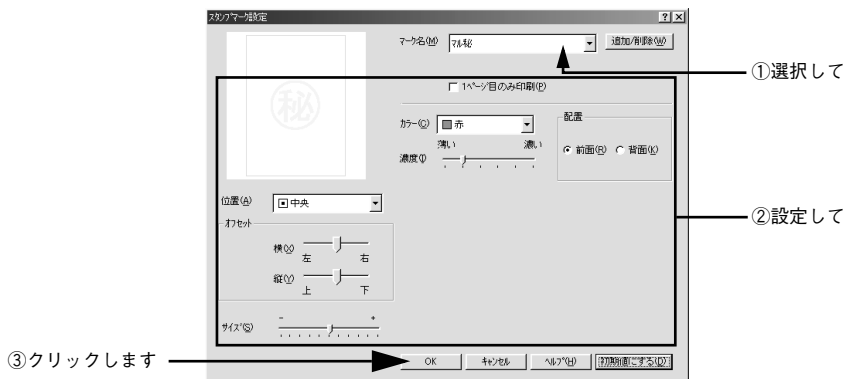 スタンプマーク設定
マーク名(M) マル秘 追加/削除(W)
①選択して
1ページ目のみ印刷(P)
秘
カラー(C) 赤
配置
薄い 濃い
前面(R) 背面(K)
濃度(I)
位置(A) 中央
②設定して
オフセット
横(X)
左 右
縦(Y)
上 下
サイズ(S)
- +
③クリックします
OK キャンセル ヘルプ(H) 初期値にする(D)